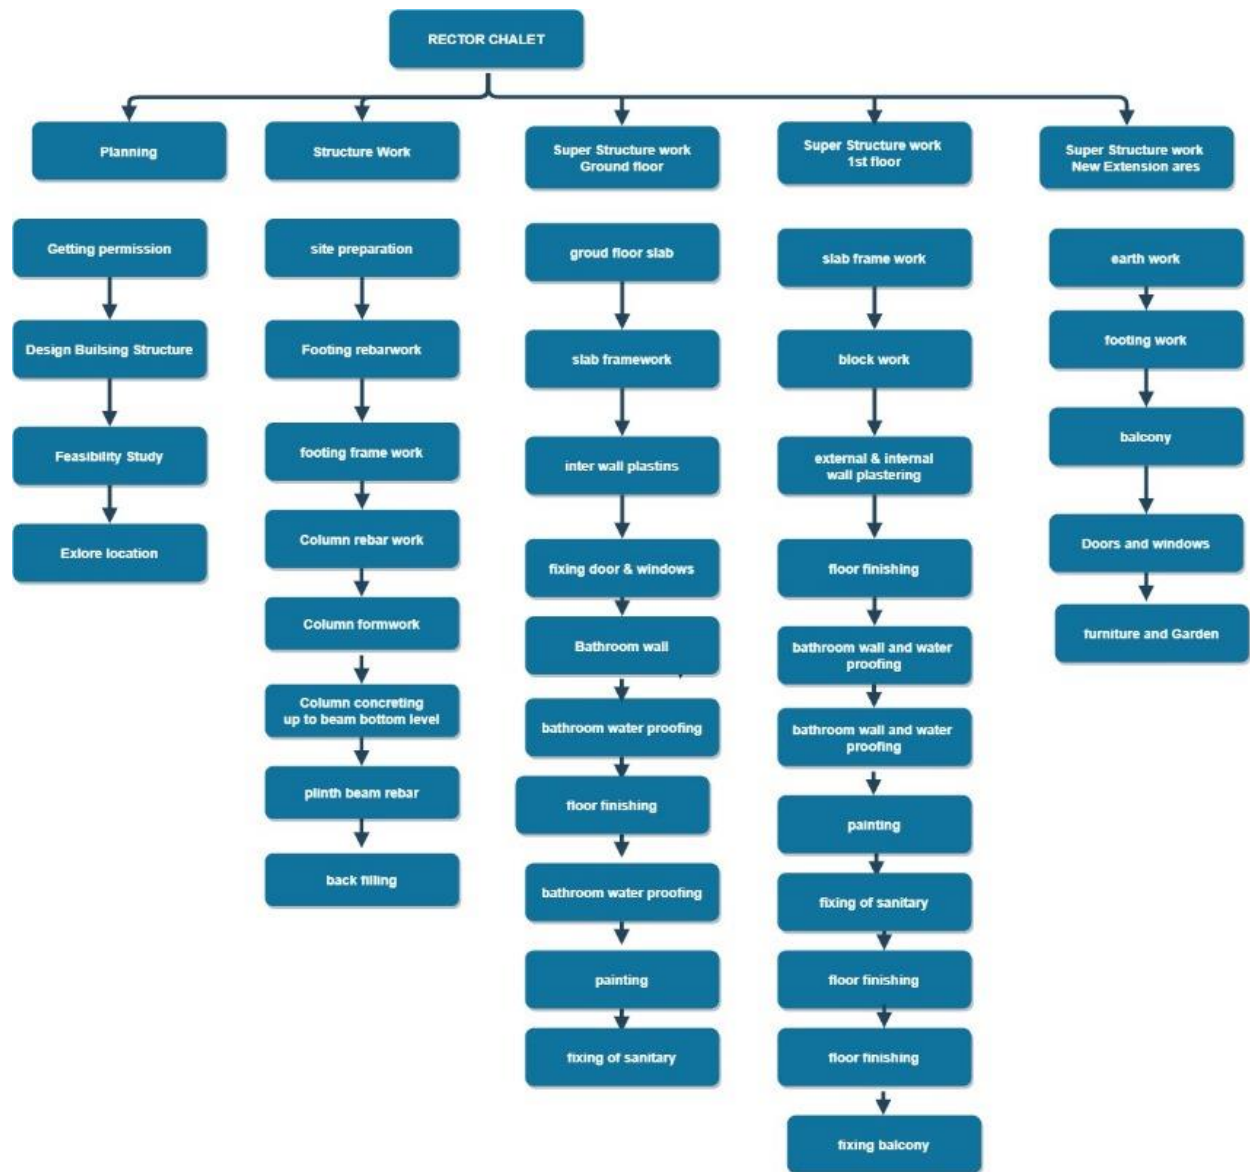 RECTOR CHALET
Planning
Structure Work
Super Structure work
Ground floor
Super Structure work
1st floor
Super Structure work
New Extension ares
Getting permission
Design Builsing Structure
Feasibility Study
Exlore location
site preparation
Footing rebarwork
footing frame work
Column rebar work
Column formwork
Column concreting
up to beam bottom level
plinth beam rebar
back filling
groud floor slab
slab framework
inter wall plastins
fixing door & windows
Bathroom wall
bathroom water proofing
floor finishing
bathroom water proofing
painting
fixing of sanitary
slab frame work
block work
external & internal
wall plastering
floor finishing
bathroom wall and water
proofing
bathroom wall and water
proofing
painting
fixing of sanitary
floor finishing
floor finishing
fixing balcony
earth work
footing work
balcony
Doors and windows
furniture and Garden